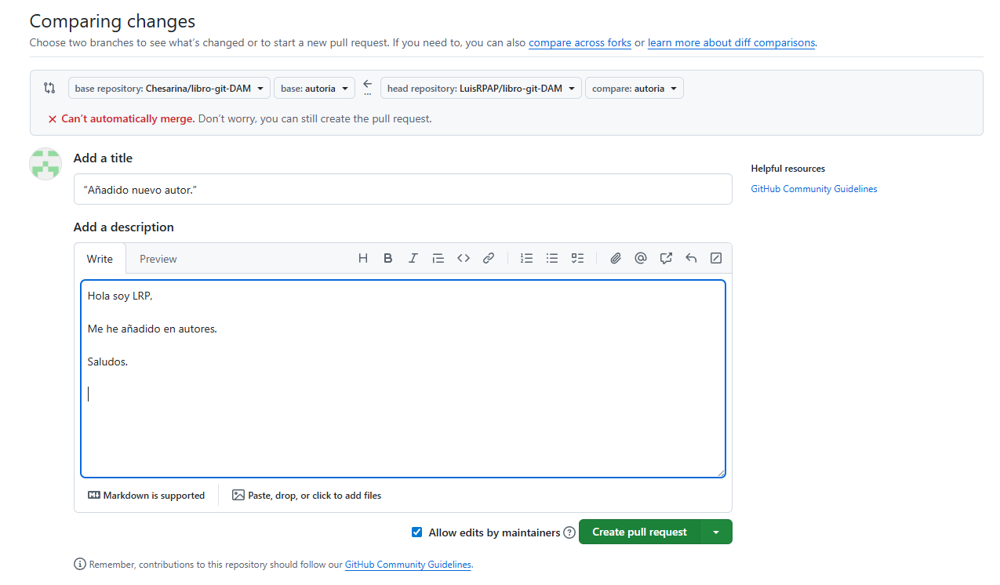 Comparing changes
Choose two branches to see what's changed or to start a new pull request. If you need to, you can also compare across forks or learn more about diff comparisons.
base repository: Chesarina/libro-git-DAM base: autoria ... head repository: LuisRPAP/libro-git-DAM compare: autoria
Can't automatically merge. Don't worry, you can still create the pull request.
Add a title
"Añadido nuevo autor."
Helpful resources
GitHub Community Guidelines
Add a description
Write Preview
Hola soy LRP,
Me he añadido en autores.
Saludos.
Markdown is supported Paste, drop, or click to add files
Allow edits by maintainers Create pull request
Remember, contributions to this repository should follow our GitHub Community Guidelines.